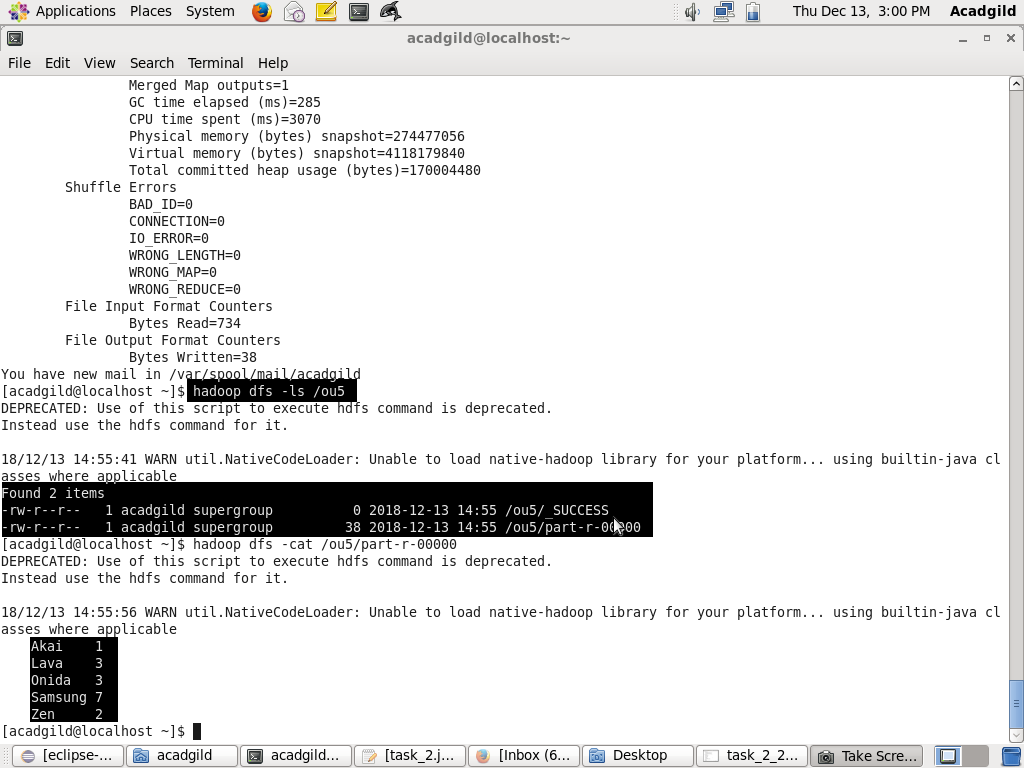 Applications Places System Thu Dec 13, 3:00 PM Acadgild
acadgild@localhost:~
File Edit View Search Terminal Help
Merged Map outputs=1
GC time elapsed (ms)=285
CPU time spent (ms)=3070
Physical memory (bytes) snapshot=274477056
Virtual memory (bytes) snapshot=4118179840
Total committed heap usage (bytes)=170004480
Shuffle Errors
BAD_ID=0
CONNECTION=0
IO_ERROR=0
WRONG_LENGTH=0
WRONG_MAP=0
WRONG_REDUCE=0
File Input Format Counters
Bytes Read=734
File Output Format Counters
Bytes Written=38
You have new mail in /var/spool/mail/acadgild
[acadgild@localhost ~]$ hadoop dfs -ls /ou5
DEPRECATED: Use of this script to execute hdfs command is deprecated.
Instead use the hdfs command for it.
18/12/13 14:55:41 WARN util.NativeCodeLoader: Unable to load native-hadoop library for your platform... using builtin-java cl
asses where applicable
Found 2 items
-rw-r--r-- 1 acadgild supergroup 0 2018-12-13 14:55 /ou5/_SUCCESS
-rw-r--r-- 1 acadgild supergroup 38 2018-12-13 14:55 /ou5/part-r-00000
[acadgild@localhost ~]$ hadoop dfs -cat /ou5/part-r-00000
DEPRECATED: Use of this script to execute hdfs command is deprecated.
Instead use the hdfs command for it.
18/12/13 14:55:56 WARN util.NativeCodeLoader: Unable to load native-hadoop library for your platform... using builtin-java cl
asses where applicable
Akai 1
Lava 3
Onida 3
Samsung 7
Zen 2
[acadgild@localhost ~]$
[eclipse-... acadgild acadgild... [task_2.j... [Inbox (6... Desktop task_2_2... Take Scre...